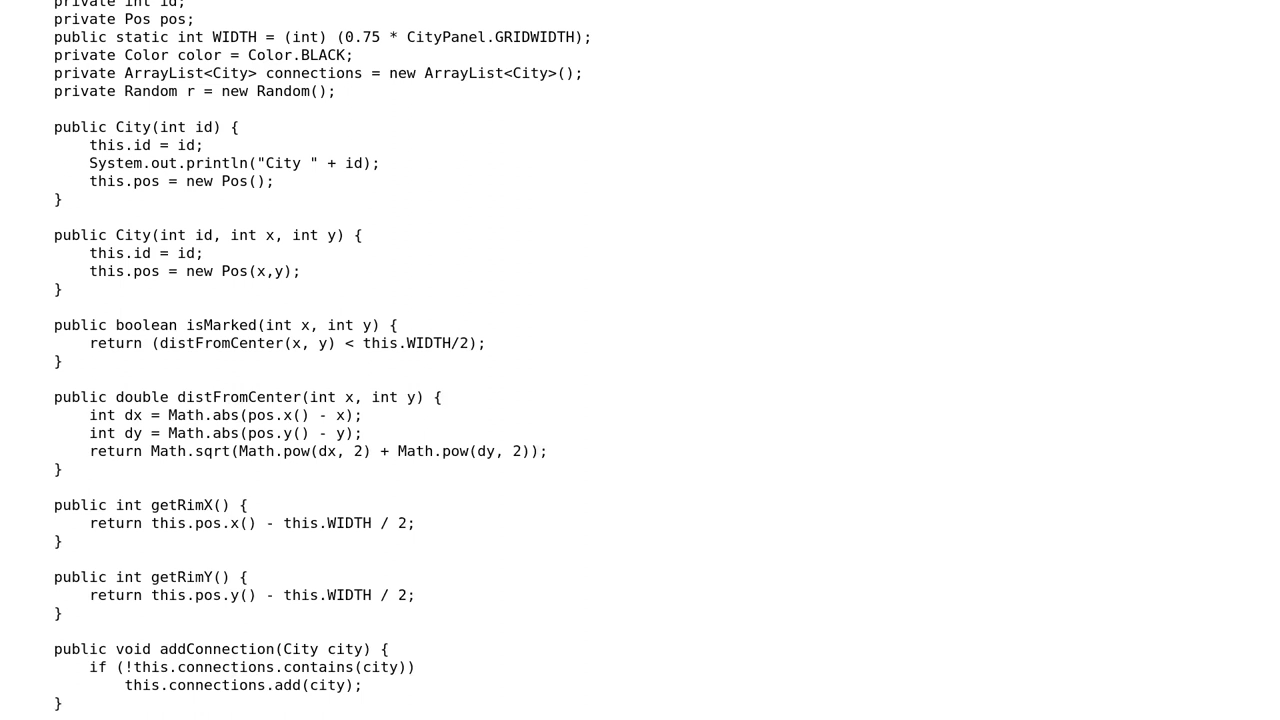 private int id;
private Pos pos;
public static int WIDTH = (int) (0.75 * CityPanel.GRIDWIDTH);
private Color color = Color.BLACK;
private ArrayList<City> connections = new ArrayList<City>();
private Random r = new Random();
public City(int id) {
this.id = id;
System.out.println("City " + id);
this.pos = new Pos();
}
public City(int id, int x, int y) {
this.id = id;
this.pos = new Pos(x,y);
}
public boolean isMarked(int x, int y) {
return (distFromCenter(x, y) < this.WIDTH/2);
}
public double distFromCenter(int x, int y) {
int dx = Math.abs(pos.x() - x);
int dy = Math.abs(pos.y() - y);
return Math.sqrt(Math.pow(dx, 2) + Math.pow(dy, 2));
}
public int getRimX() {
return this.pos.x() - this.WIDTH / 2;
}
public int getRimY() {
return this.pos.y() - this.WIDTH / 2;
}
public void addConnection(City city) {
if (!this.connections.contains(city))
this.connections.add(city);
}